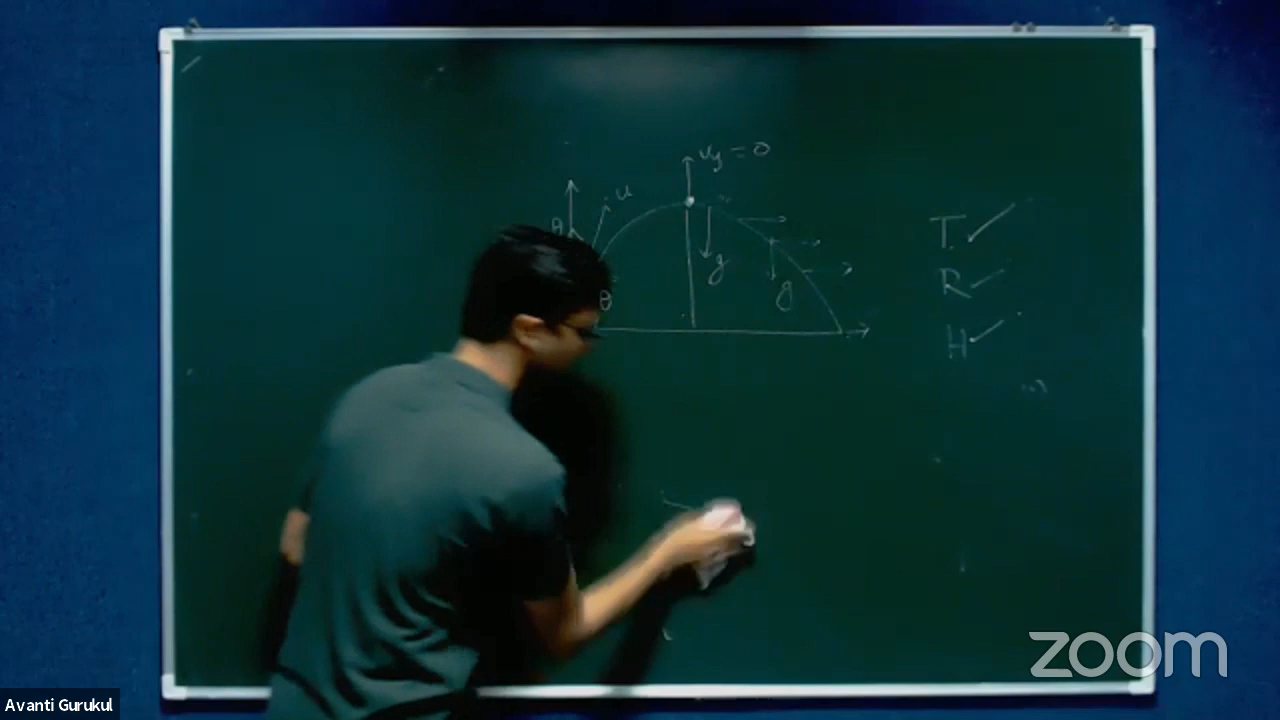 v_y = 0
u
θ
g
g
θ
T.
R
H
zoom
Avanti Gurukul